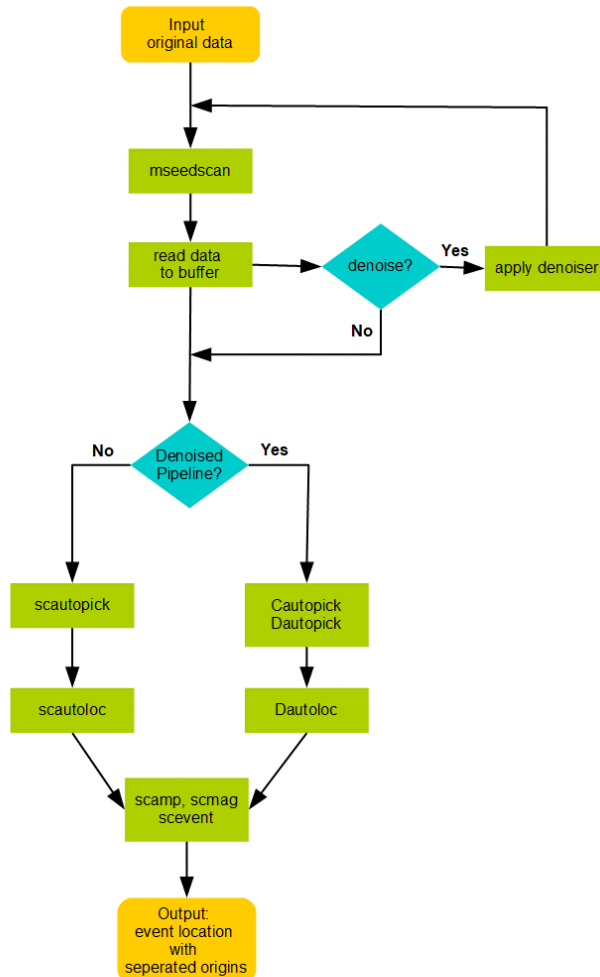 Input
original data
mseedscan
read data
to buffer
denoise?
Yes
apply denoiser
No
Denoised
Pipeline?
No
Yes
scautopick
Cautopick
Dautopick
scautoloc
Dautoloc
scamp, scmag
scevent
Output:
event location
with
seperated origins